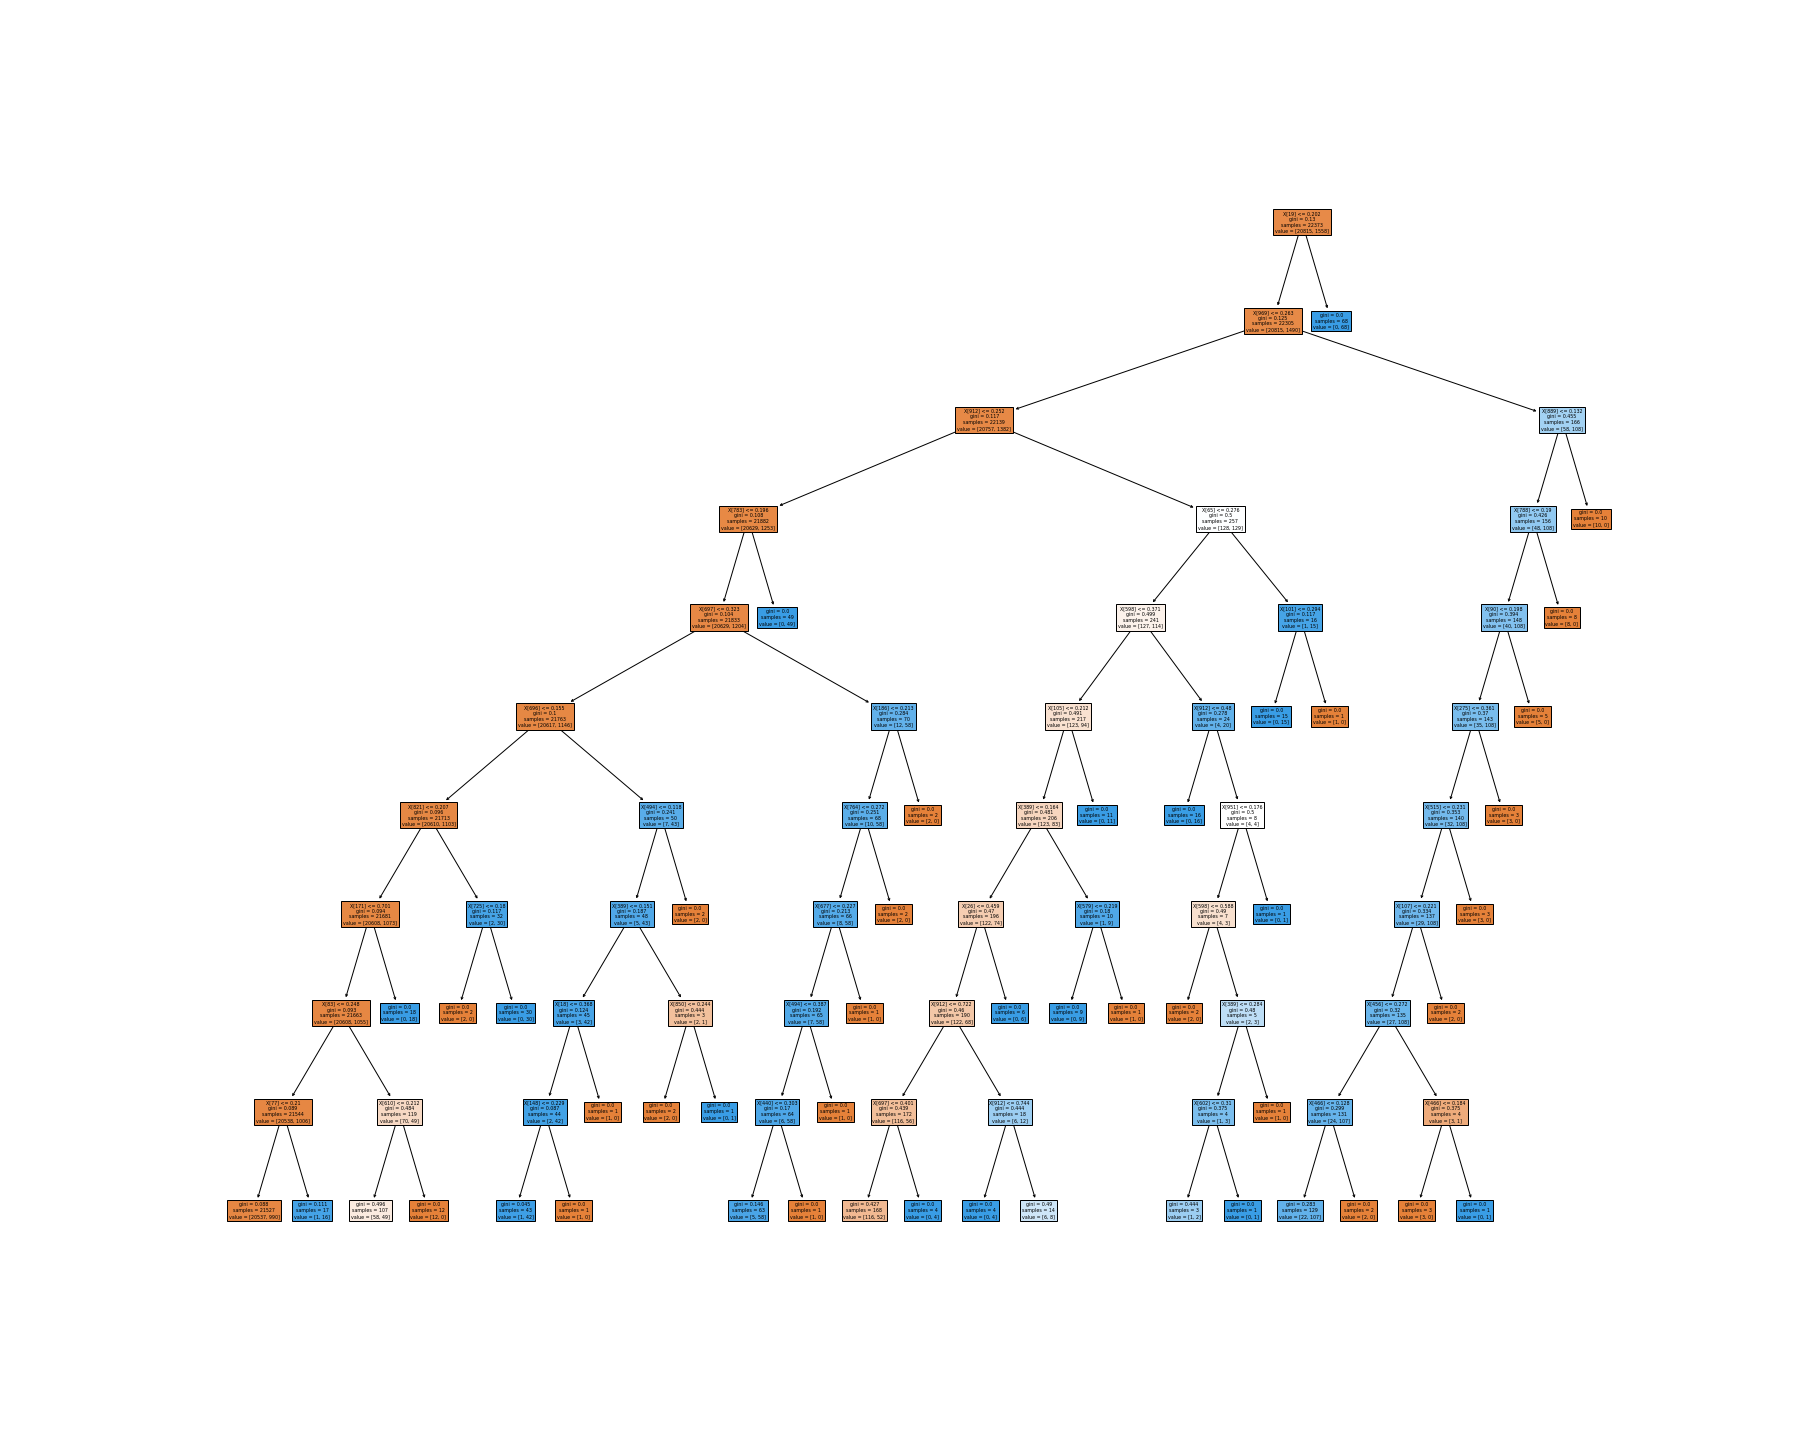 X[19] <= 0.202
gini = 0.13
samples = 22373
value = [20815, 1558]
X[969] <= 0.263
gini = 0.125
samples = 22305
value = [20815, 1490]
gini = 0.0
samples = 68
value = [0, 68]
X[912] <= 0.252
gini = 0.117
samples = 22139
value = [20757, 1382]
X[889] <= 0.132
gini = 0.455
samples = 166
value = [58, 108]
X[783] <= 0.196
gini = 0.108
samples = 21882
value = [20629, 1253]
X[65] <= 0.276
gini = 0.5
samples = 257
value = [128, 129]
X[788] <= 0.19
gini = 0.426
samples = 156
value = [48, 108]
gini = 0.0
samples = 10
value = [10, 0]
X[697] <= 0.323
gini = 0.104
samples = 21833
value = [20629, 1204]
gini = 0.0
samples = 49
value = [0, 49]
X[598] <= 0.371
gini = 0.499
samples = 241
value = [127, 114]
X[101] <= 0.294
gini = 0.117
samples = 16
value = [1, 15]
X[90] <= 0.198
gini = 0.394
samples = 148
value = [40, 108]
gini = 0.0
samples = 8
value = [8, 0]
X[696] <= 0.155
gini = 0.1
samples = 21763
value = [20617, 1146]
X[186] <= 0.213
gini = 0.284
samples = 70
value = [12, 58]
X[105] <= 0.212
gini = 0.491
samples = 217
value = [123, 94]
X[912] <= 0.48
gini = 0.278
samples = 24
value = [4, 20]
gini = 0.0
samples = 15
value = [0, 15]
gini = 0.0
samples = 1
value = [1, 0]
X[275] <= 0.361
gini = 0.37
samples = 143
value = [35, 108]
gini = 0.0
samples = 5
value = [5, 0]
X[821] <= 0.207
gini = 0.096
samples = 21713
value = [20610, 1103]
X[494] <= 0.118
gini = 0.241
samples = 50
value = [7, 43]
X[764] <= 0.272
gini = 0.251
samples = 68
value = [10, 58]
gini = 0.0
samples = 2
value = [2, 0]
X[389] <= 0.164
gini = 0.481
samples = 206
value = [123, 83]
gini = 0.0
samples = 11
value = [0, 11]
gini = 0.0
samples = 16
value = [0, 16]
X[951] <= 0.176
gini = 0.5
samples = 8
value = [4, 4]
X[515] <= 0.231
gini = 0.353
samples = 140
value = [32, 108]
gini = 0.0
samples = 3
value = [3, 0]
X[171] <= 0.701
gini = 0.094
samples = 21681
value = [20608, 1073]
X[725] <= 0.18
gini = 0.117
samples = 32
value = [2, 30]
X[389] <= 0.151
gini = 0.187
samples = 48
value = [5, 43]
gini = 0.0
samples = 2
value = [2, 0]
X[677] <= 0.227
gini = 0.213
samples = 66
value = [8, 58]
gini = 0.0
samples = 2
value = [2, 0]
X[26] <= 0.459
gini = 0.47
samples = 196
value = [122, 74]
X[579] <= 0.219
gini = 0.18
samples = 10
value = [1, 9]
X[598] <= 0.588
gini = 0.49
samples = 7
value = [4, 3]
gini = 0.0
samples = 1
value = [0, 1]
X[107] <= 0.221
gini = 0.334
samples = 137
value = [29, 108]
gini = 0.0
samples = 3
value = [3, 0]
X[83] <= 0.248
gini = 0.093
samples = 21663
value = [20608, 1055]
gini = 0.0
samples = 18
value = [0, 18]
gini = 0.0
samples = 2
value = [2, 0]
gini = 0.0
samples = 30
value = [0, 30]
X[18] <= 0.368
gini = 0.124
samples = 45
value = [3, 42]
X[850] <= 0.244
gini = 0.444
samples = 3
value = [2, 1]
X[494] <= 0.387
gini = 0.192
samples = 65
value = [7, 58]
gini = 0.0
samples = 1
value = [1, 0]
X[912] <= 0.722
gini = 0.46
samples = 190
value = [122, 68]
gini = 0.0
samples = 6
value = [0, 6]
gini = 0.0
samples = 9
value = [0, 9]
gini = 0.0
samples = 1
value = [1, 0]
gini = 0.0
samples = 2
value = [2, 0]
X[389] <= 0.284
gini = 0.48
samples = 5
value = [2, 3]
X[456] <= 0.272
gini = 0.32
samples = 135
value = [27, 108]
gini = 0.0
samples = 2
value = [2, 0]
X[77] <= 0.21
gini = 0.089
samples = 21544
value = [20538, 1006]
X[610] <= 0.212
gini = 0.484
samples = 119
value = [70, 49]
X[148] <= 0.229
gini = 0.087
samples = 44
value = [2, 42]
gini = 0.0
samples = 1
value = [1, 0]
gini = 0.0
samples = 2
value = [2, 0]
gini = 0.0
samples = 1
value = [0, 1]
X[440] <= 0.303
gini = 0.17
samples = 64
value = [6, 58]
gini = 0.0
samples = 1
value = [1, 0]
X[697] <= 0.401
gini = 0.439
samples = 172
value = [116, 56]
X[912] <= 0.744
gini = 0.444
samples = 18
value = [6, 12]
X[602] <= 0.31
gini = 0.375
samples = 4
value = [1, 3]
gini = 0.0
samples = 1
value = [1, 0]
X[466] <= 0.128
gini = 0.299
samples = 131
value = [24, 107]
X[466] <= 0.184
gini = 0.375
samples = 4
value = [3, 1]
gini = 0.088
samples = 21527
value = [20537, 990]
gini = 0.111
samples = 17
value = [1, 16]
gini = 0.496
samples = 107
value = [58, 49]
gini = 0.0
samples = 12
value = [12, 0]
gini = 0.045
samples = 43
value = [1, 42]
gini = 0.0
samples = 1
value = [1, 0]
gini = 0.146
samples = 63
value = [5, 58]
gini = 0.0
samples = 1
value = [1, 0]
gini = 0.427
samples = 168
value = [116, 52]
gini = 0.0
samples = 4
value = [0, 4]
gini = 0.0
samples = 4
value = [0, 4]
gini = 0.49
samples = 14
value = [6, 8]
gini = 0.444
samples = 3
value = [1, 2]
gini = 0.0
samples = 1
value = [0, 1]
gini = 0.283
samples = 129
value = [22, 107]
gini = 0.0
samples = 2
value = [2, 0]
gini = 0.0
samples = 3
value = [3, 0]
gini = 0.0
samples = 1
value = [0, 1]